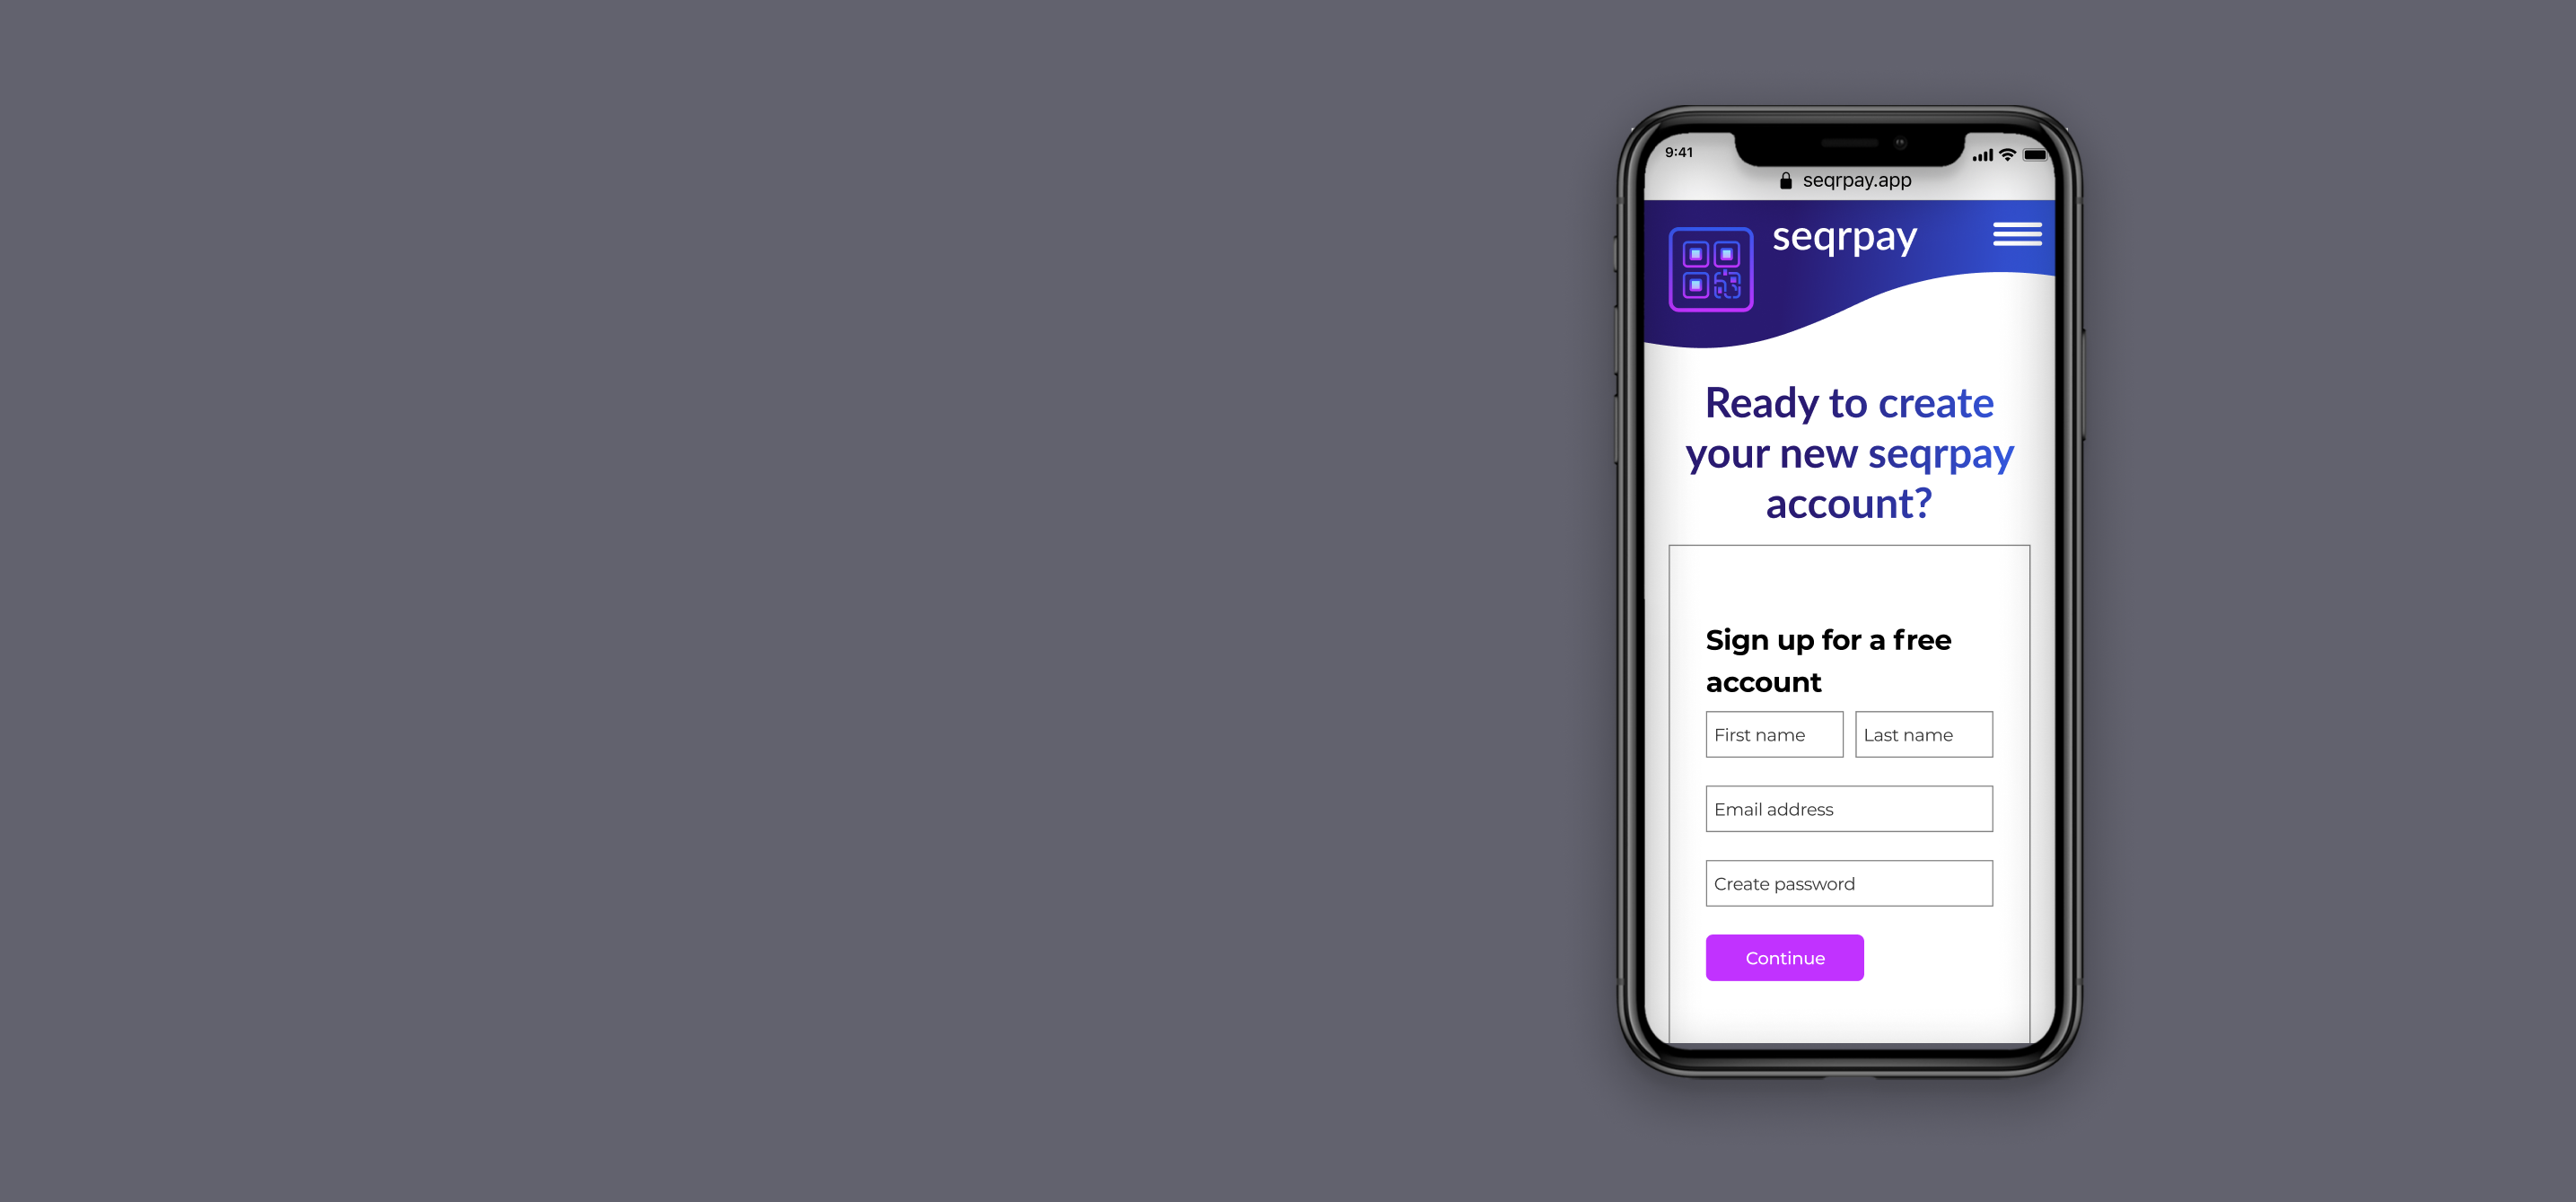 9:41
seqrpay.app
seqrpay
Ready to create
your new seqrpay
account?
Sign up for a free
account
First name
Last name
Email address
Create password
Continue